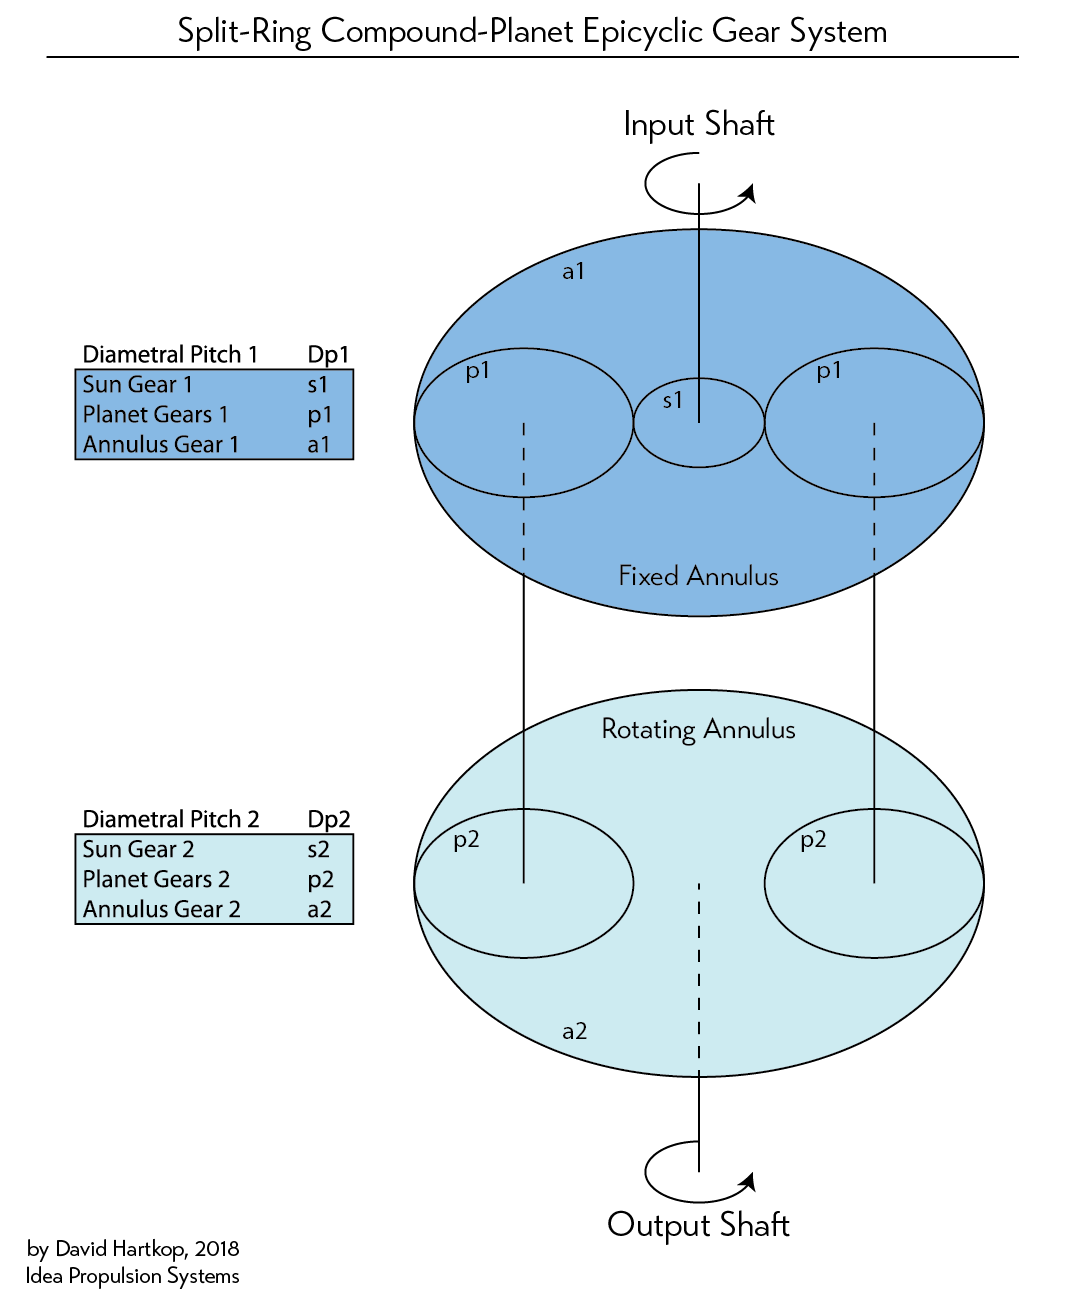 Split-Ring Compound-Planet Epicyclic Gear System
Input Shaft
a1
p1
p1
s1
Diametral Pitch 1 Dp1
Sun Gear 1 s1
Planet Gears 1 p1
Annulus Gear 1 a1
Fixed Annulus
Rotating Annulus
Diametral Pitch 2 Dp2
Sun Gear 2 s2
Planet Gears 2 p2
Annulus Gear 2 a2
p2
p2
a2
Output Shaft
by David Hartkop, 2018
Idea Propulsion Systems